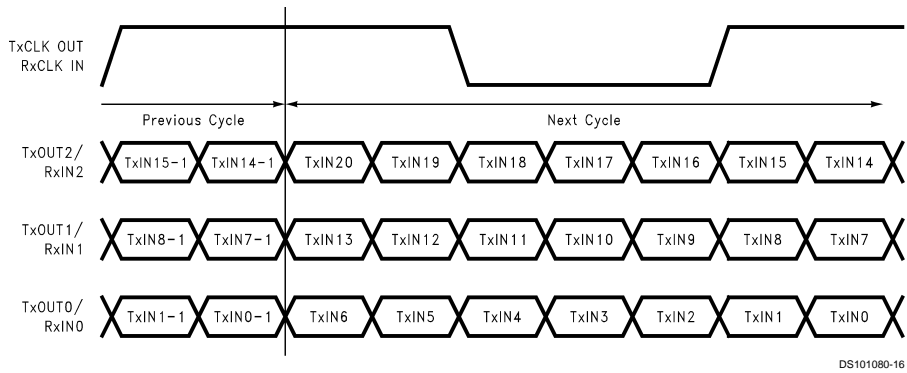 TxCLK OUT
RxCLK IN
Previous Cycle
Next Cycle
TxOUT2/
RxIN2
TxIN15-1 TxIN14-1 TxIN20 TxIN19 TxIN18 TxIN17 TxIN16 TxIN15 TxIN14
TxOUT1/
RxIN1
TxIN8-1 TxIN7-1 TxIN13 TxIN12 TxIN11 TxIN10 TxIN9 TxIN8 TxIN7
TxOUT0/
RxIN0
TxIN1-1 TxIN0-1 TxIN6 TxIN5 TxIN4 TxIN3 TxIN2 TxIN1 TxIN0
DS101080-16